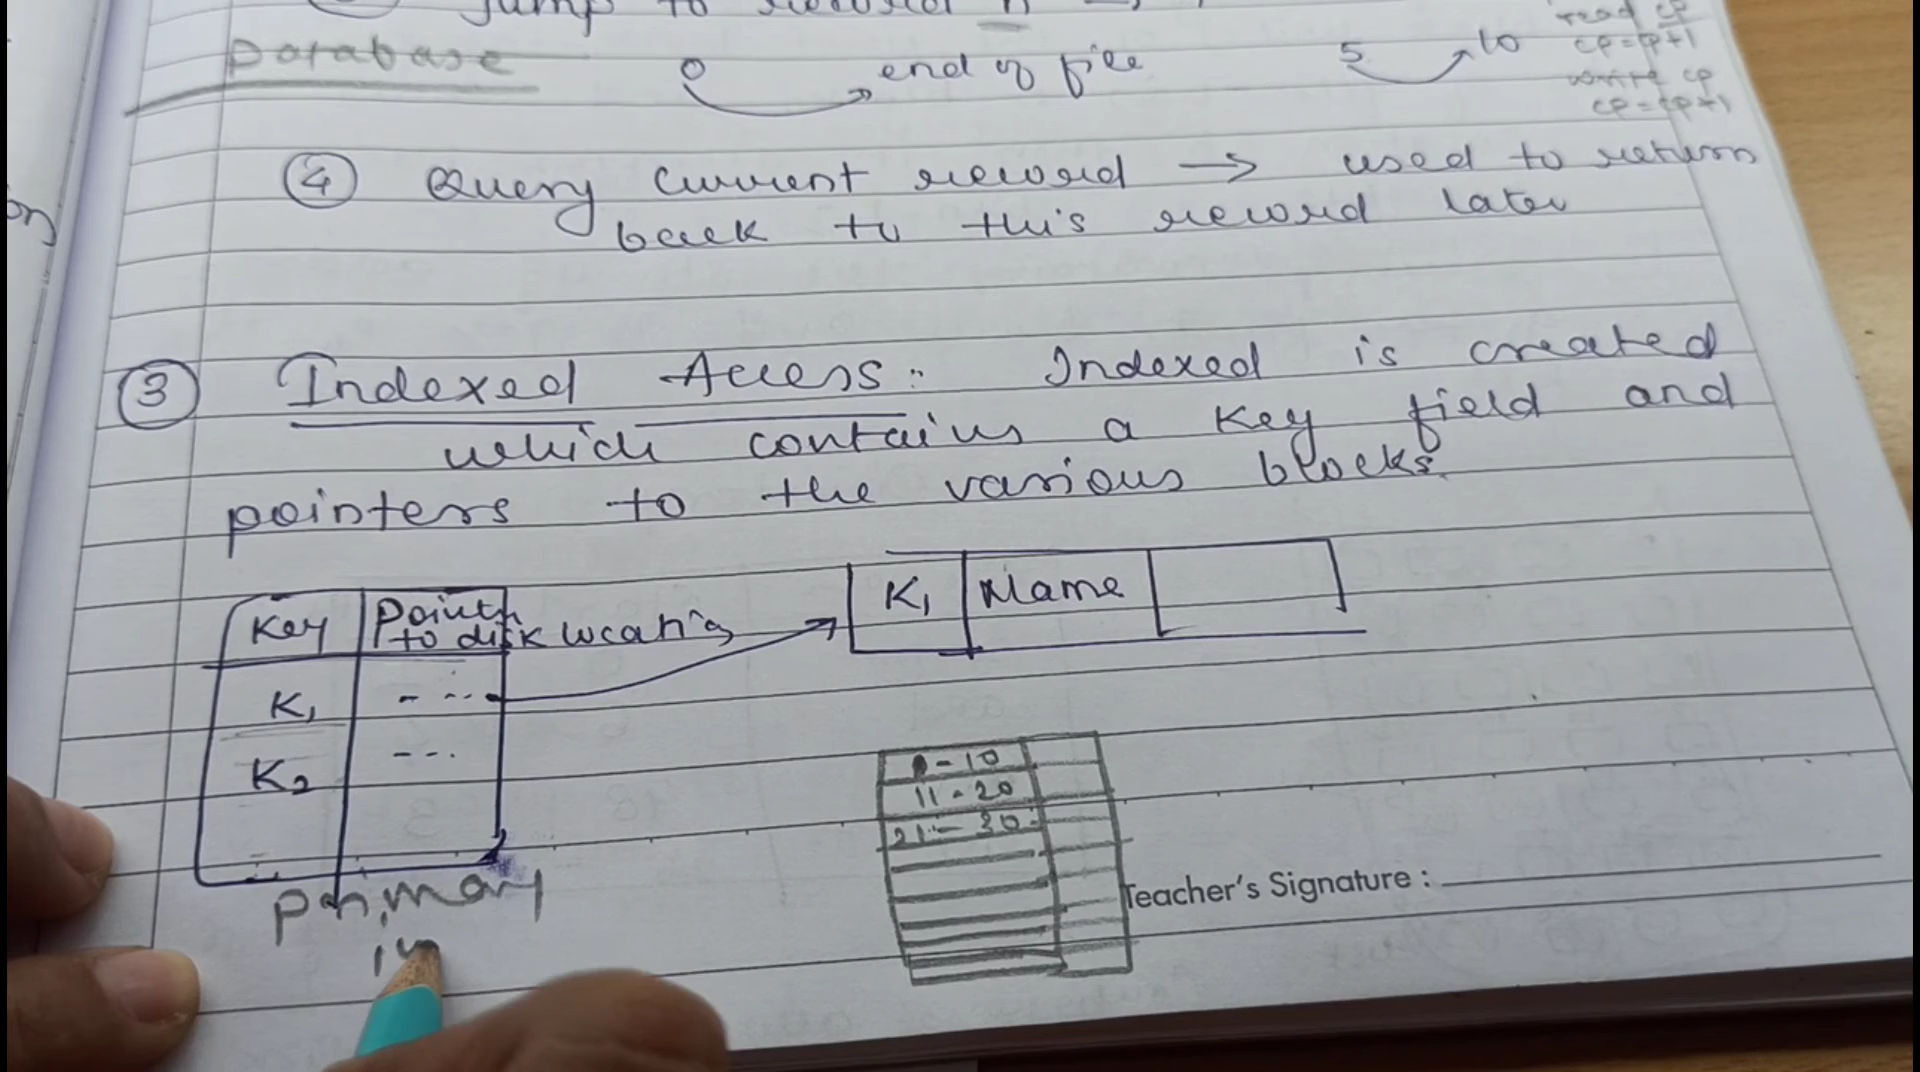 Jump to record n
read cp
Database
0 end of file
5 10
cp = cp+1
write cp
cp = cp+1
4 Query current record → used to return
back to this record later
3 Indexed Access: Indexed is created
which contains a key field and
pointers to the various blocks.
Key
to disk
K1 Name
K1 - - - -
K2 - - -
1 - 10
11 - 20
21 - 30
Teacher's Signature :
Primary